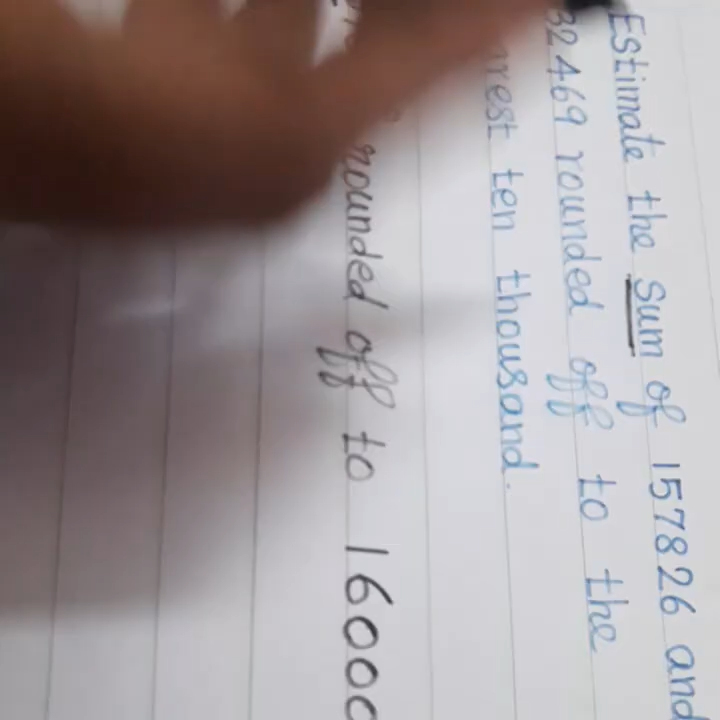 Estimate the sum of 157826 and
32469 rounded off to the
rest ten thousand.
rounded off to 16000